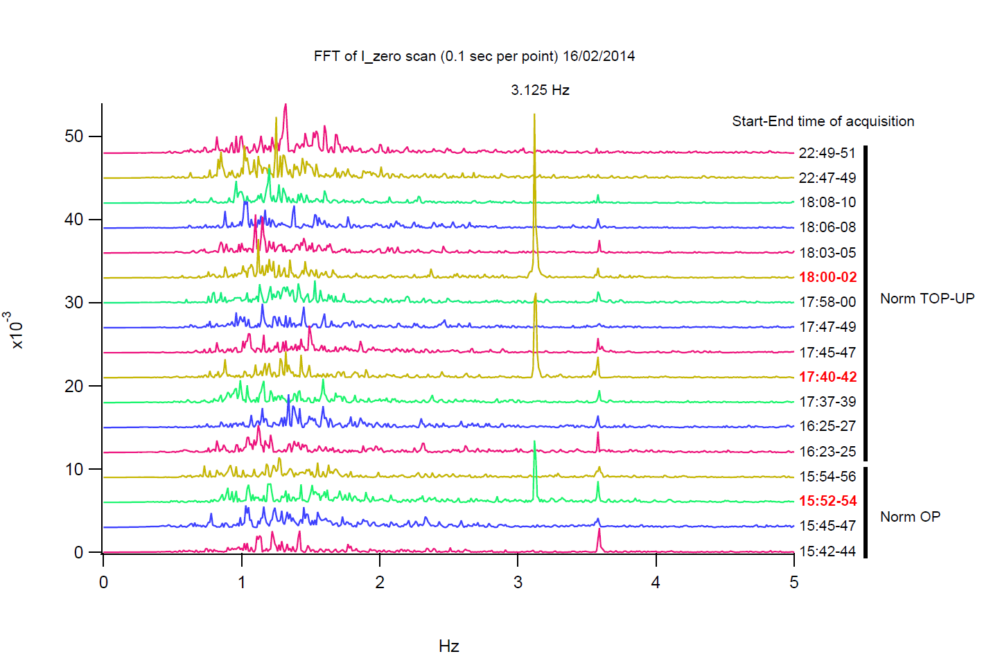 FFT of I_zero scan (0.1 sec per point) 16/02/2014
3.125 Hz
Start-End time of acquisition
50
40
30
20
10
0
x10-3
22:49-51
22:47-49
18:08-10
18:06-08
18:03-05
18:00-02
17:58-00
17:47-49
17:45-47
17:40-42
17:37-39
16:25-27
16:23-25
15:54-56
15:52-54
15:45-47
15:42-44
Norm TOP-UP
Norm OP
0 1 2 3 4 5
Hz